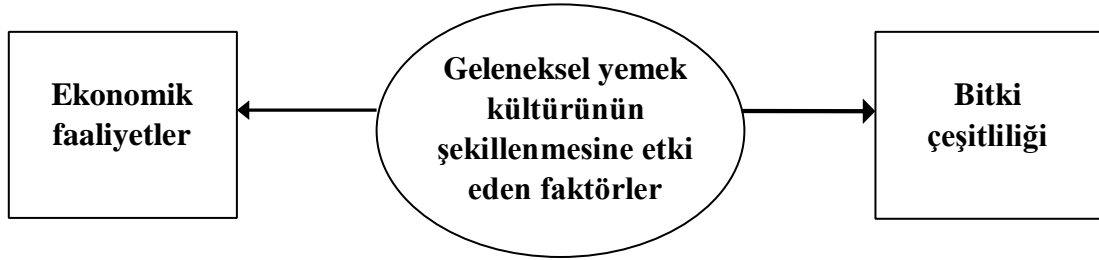 Ekonomik
faaliyetler
Geleneksel yemek
kültürünün
şekillenmesine etki
eden faktörler
Bitki
çeşitliliği